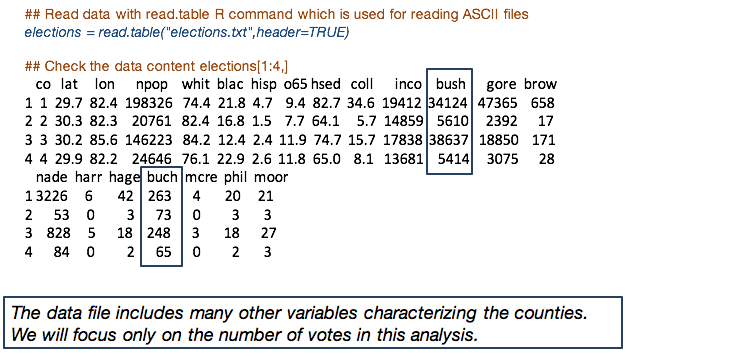 ## Read data with read.table R command which is used for reading ASCII files
elections = read.table("elections.txt",header=TRUE)
## Check the data content elections[1:4,]
co lat lon npop whit blac hisp o65 hsed coll inco bush gore brow
1 1 29.7 82.4 198326 74.4 21.8 4.7 9.4 82.7 34.6 19412 34124 47365 658
2 2 30.3 82.3 20761 82.4 16.8 1.5 7.7 64.1 5.7 14859 5610 2392 17
3 3 30.2 85.6 146223 84.2 12.4 2.4 11.9 74.7 15.7 17838 38637 18850 171
4 4 29.9 82.2 24646 76.1 22.9 2.6 11.8 65.0 8.1 13681 5414 3075 28
nade harr hage buch mcre phil moor
1 3226 6 42 263 4 20 21
2 53 0 3 73 0 3 3
3 828 5 18 248 3 18 27
4 84 0 2 65 0 2 3
The data file includes many other variables characterizing the counties.
We will focus only on the number of votes in this analysis.